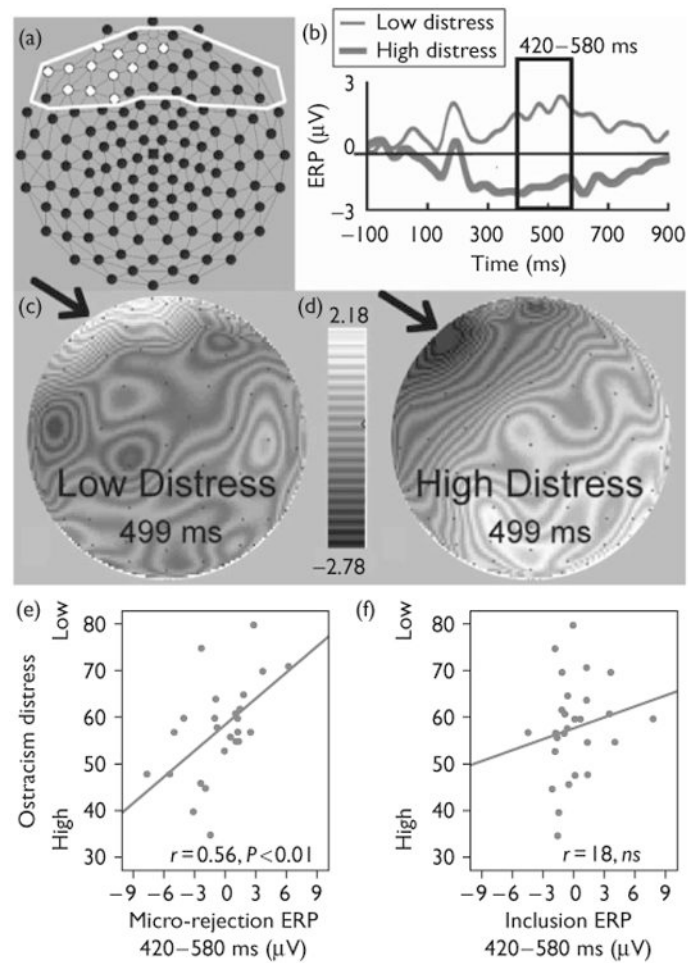 (a)
(b)
Low distress
High distress
420–580 ms
3
0
−3
ERP (μV)
−100 100 300 500 700 900
Time (ms)
(c)
(d)
2.18
−2.78
Low Distress
499 ms
High Distress
499 ms
(e)
(f)
Ostracism distress
Low
High
80
70
60
50
40
30
−9 −6 −3 0 3 6 9
Micro-rejection ERP
420–580 ms (μV)
r=0.56, P<0.01
80
70
60
50
40
30
−9 −6 −3 0 3 6 9
Inclusion ERP
420–580 ms (μV)
r=18, ns